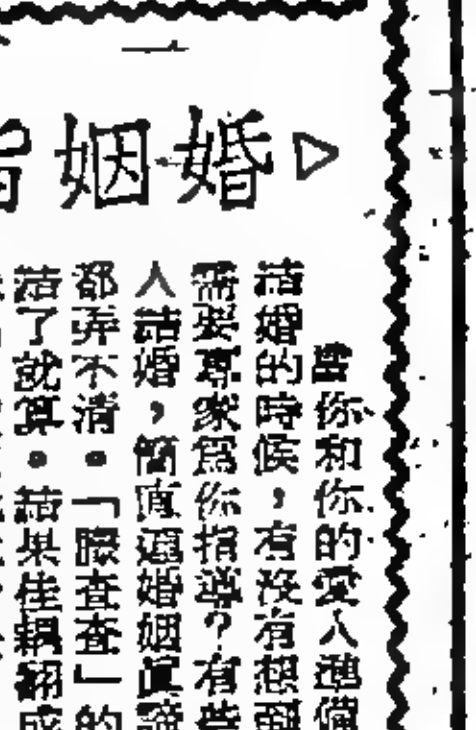 婚姻指
當你和你的愛人準備
結婚的時候，有沒有想到
需要專家爲你指導？有些
人結婚，簡直連婚姻眞諦
都弄不清。「矇查查」的
結了就算。結果佳耦翻成